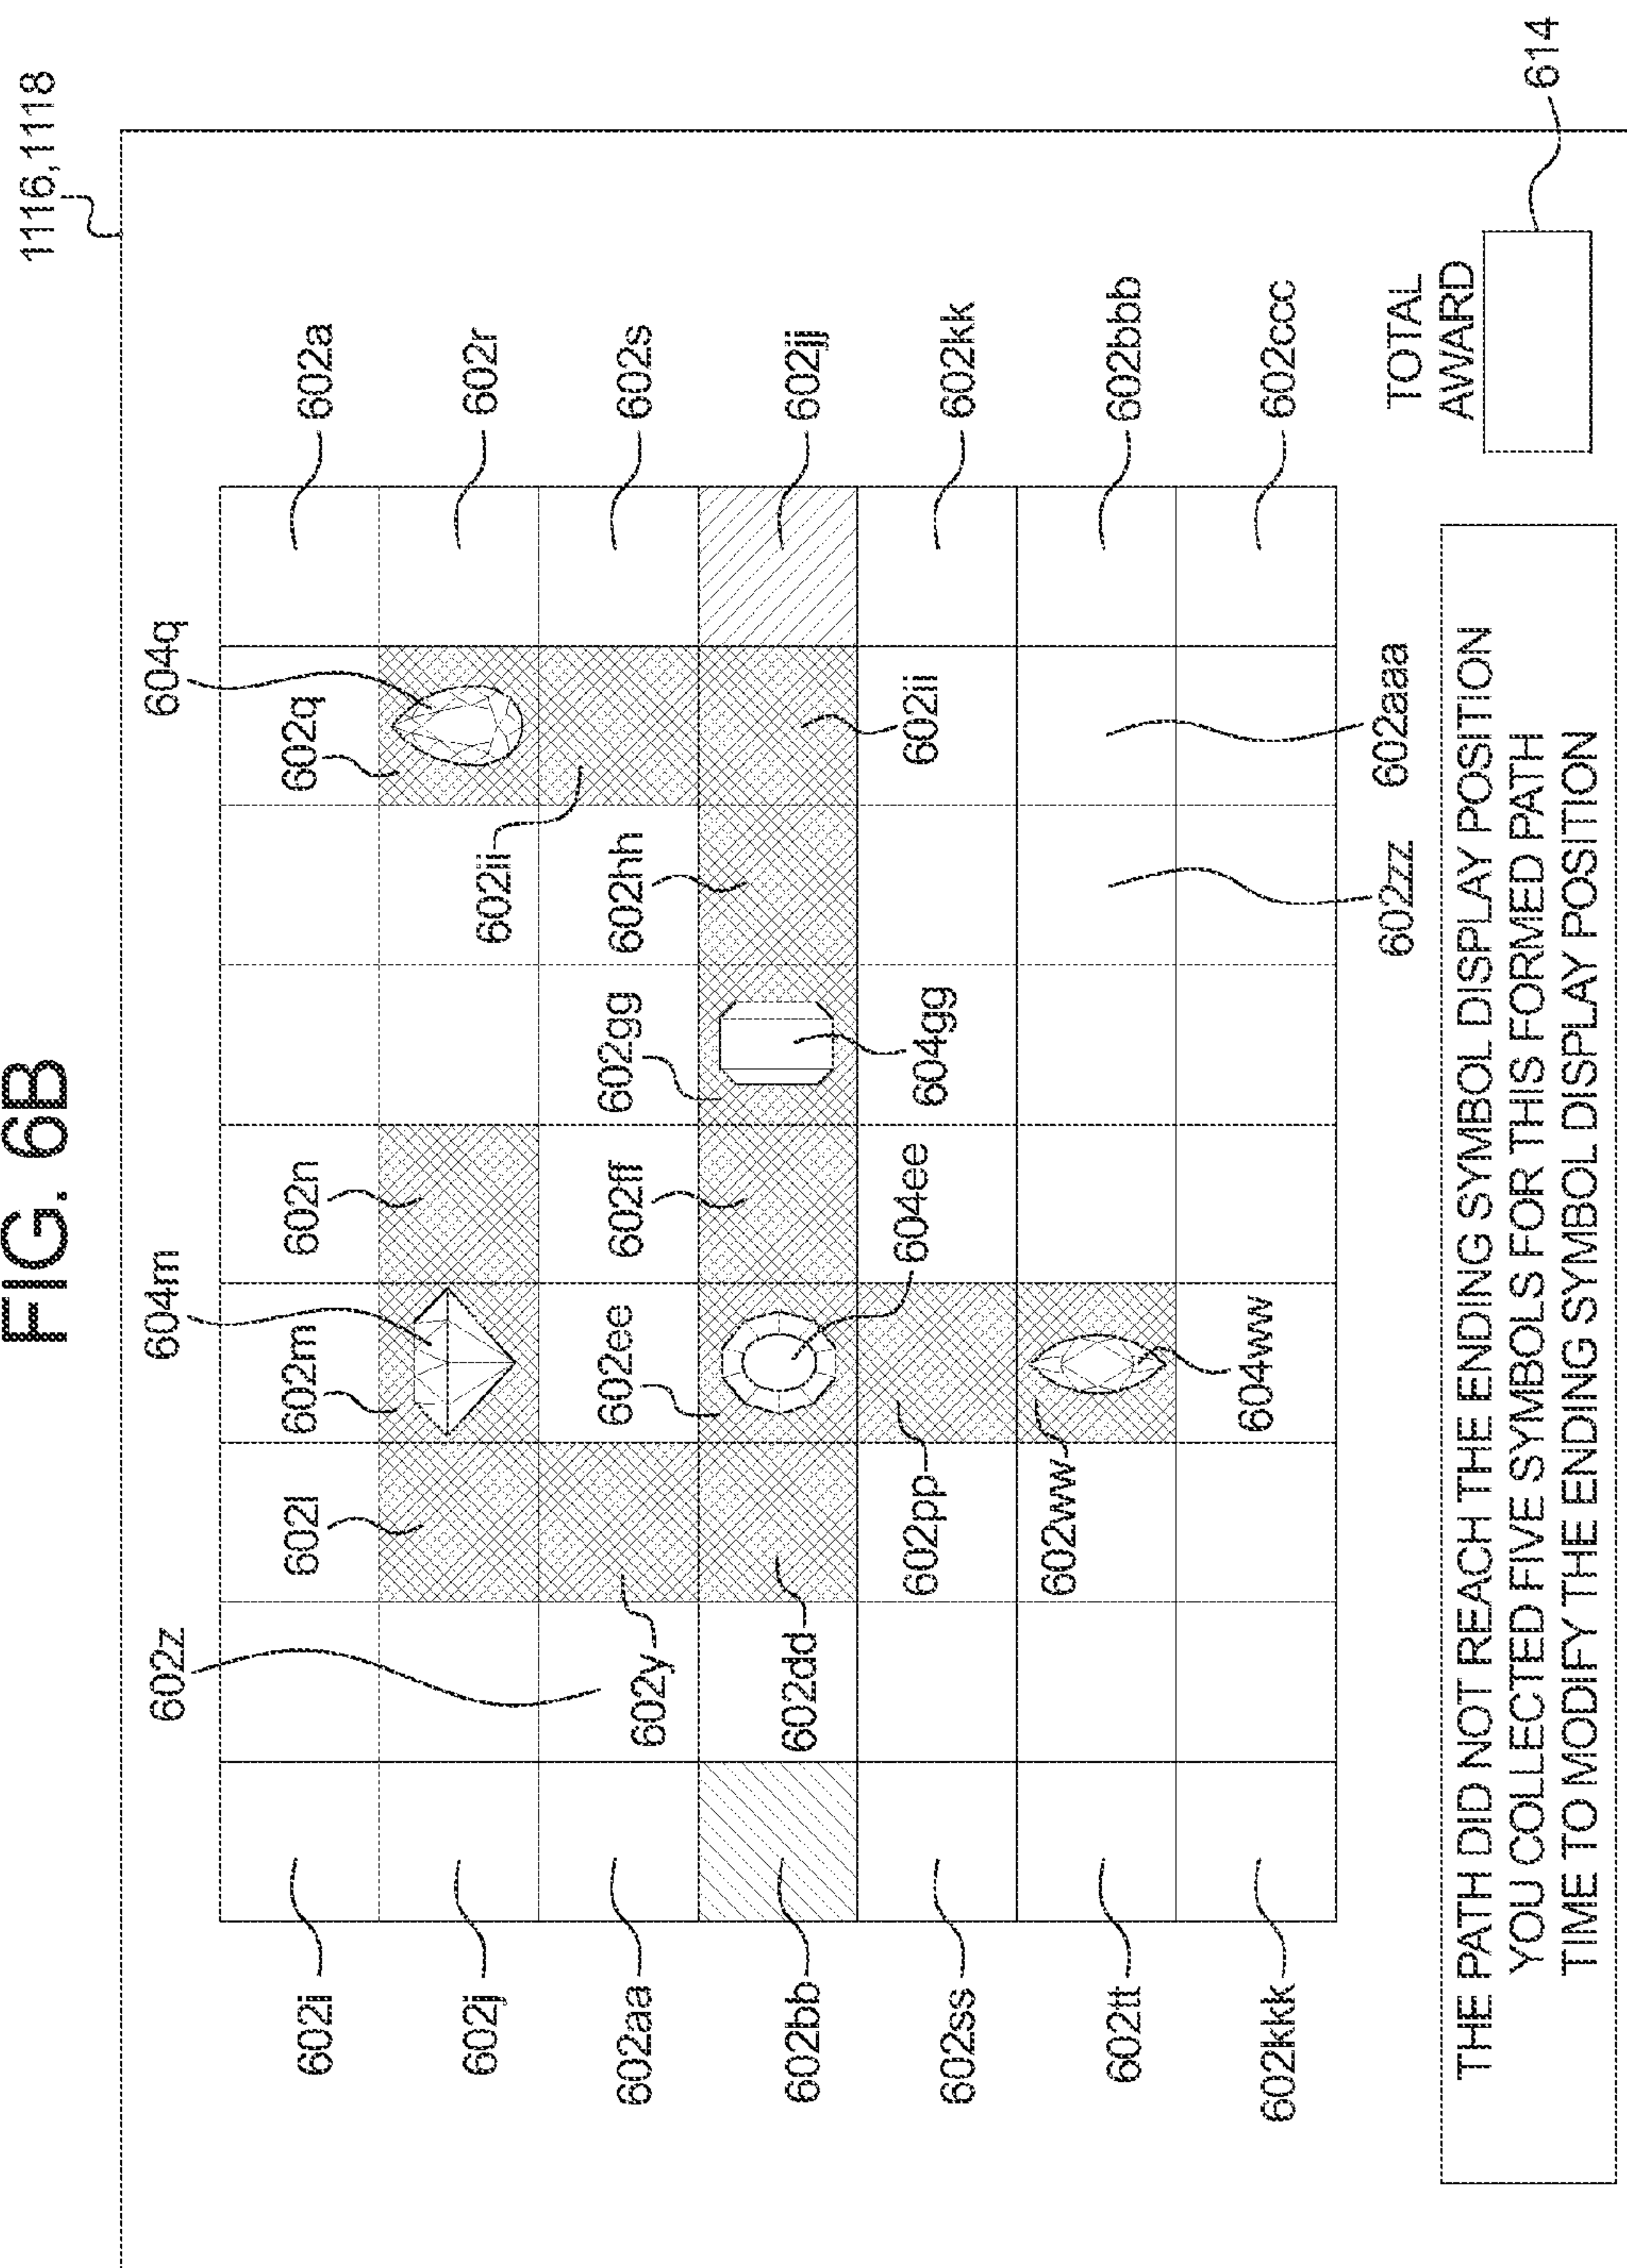 FIG. 6B
1116,1118
602z 604m 604q
602i 602l 602m 602n 602q 602a
602j 602ii 602r
602aa 602y 602ee 602ff 602gg 602hh 602s
602bb 602dd 602jj
602ss 602pp 604ee 604gg 602ii 602kk
602tt 602ww 602bbb
602kkk 604ww 602ccc
602zz 602aaa
TOTAL
AWARD
614
THE PATH DID NOT REACH THE ENDING SYMBOL DISPLAY POSITION
YOU COLLECTED FIVE SYMBOLS FOR THIS FORMED PATH
TIME TO MODIFY THE ENDING SYMBOL DISPLAY POSITION